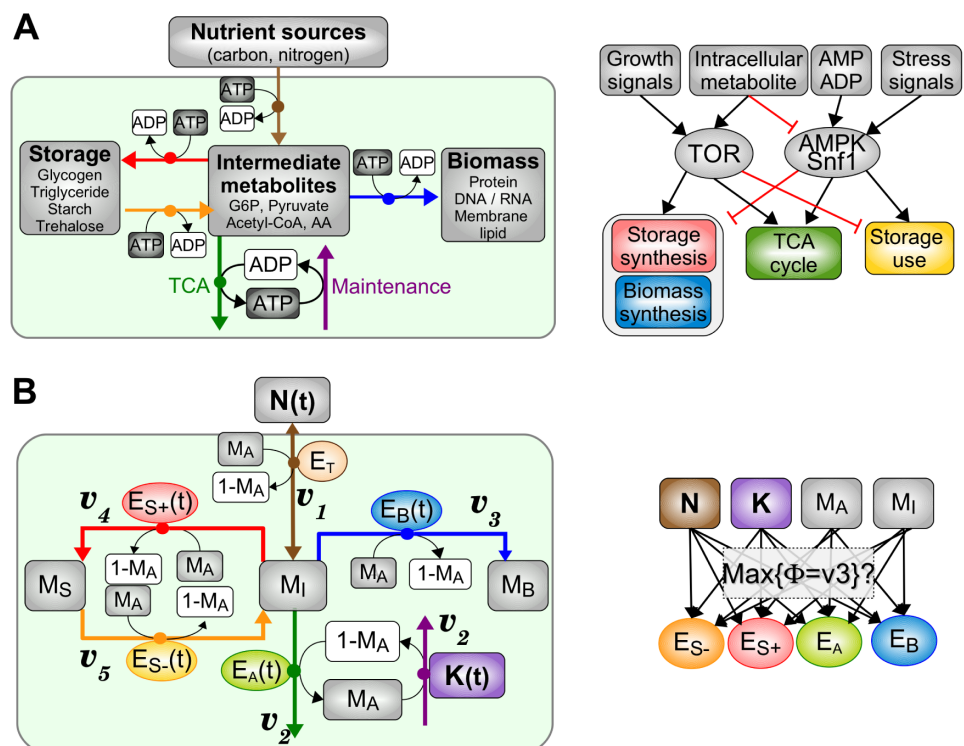 A
Nutrient sources
(carbon, nitrogen)
ATP
ADP
ADP
ATP
Storage
Glycogen
Triglyceride
Starch
Trehalose
ATP
ADP
Intermediate
metabolites
G6P, Pyruvate
Acetyl-CoA, AA
ATP
ADP
Biomass
Protein
DNA / RNA
Membrane
lipid
TCA
ADP
ATP
Maintenance
Growth
signals
Intracellular
metabolite
AMP
ADP
Stress
signals
TOR
AMPK
Snf1
Storage
synthesis
Biomass
synthesis
TCA
cycle
Storage
use
B
N(t)
MA
1-MA
ET
v1
v4
ES+(t)
1-MA
MA
MA
1-MA
MS
v5
ES-(t)
MI
EB(t)
v3
MA
1-MA
MB
EA(t)
v2
1-MA
MA
v2
K(t)
N
K
MA
MI
Max{Φ=v3}?
ES-
ES+
EA
EB